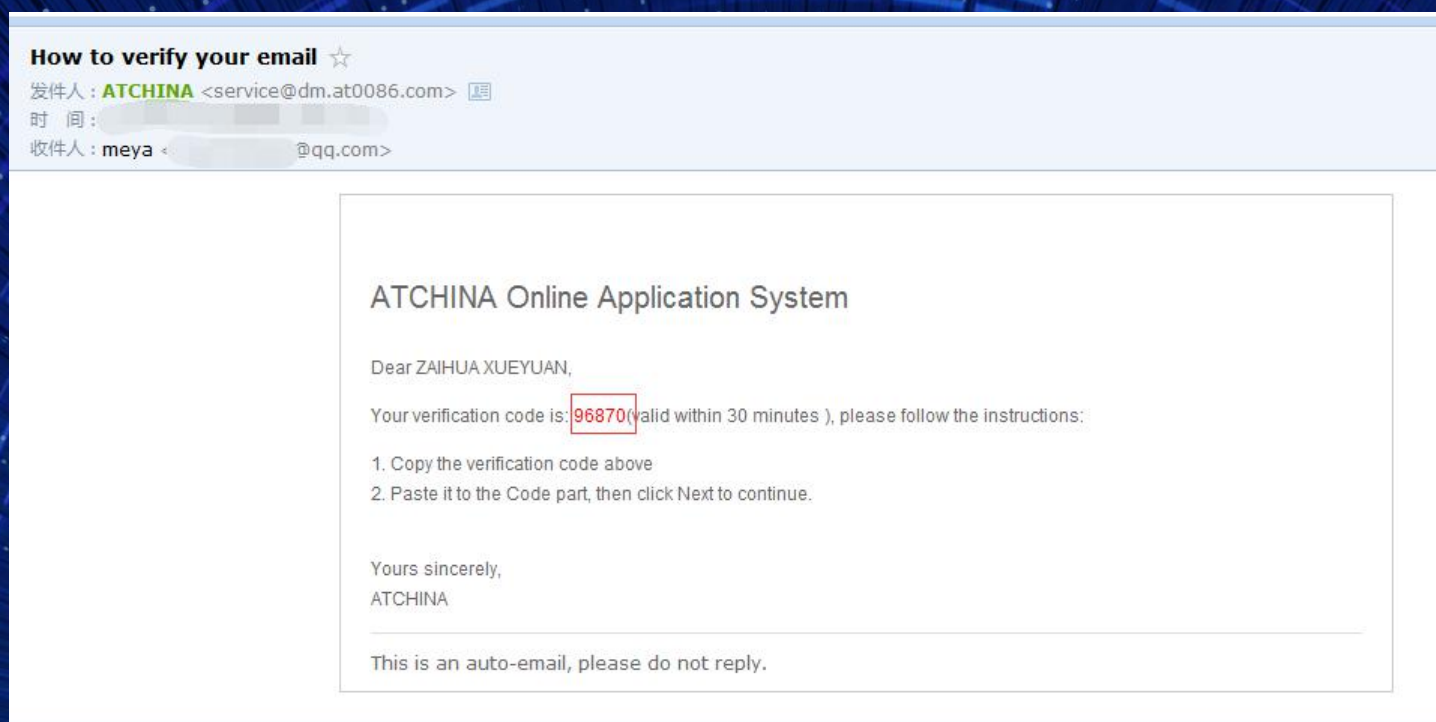 How to verify your email ☆
发件人：ATCHINA <service@dm.at0086.com>
时 间：
收件人：meya < @qq.com>
ATCHINA Online Application System
Dear ZAIHUA XUEYUAN,
Your verification code is: 96870(valid within 30 minutes ), please follow the instructions:
1. Copy the verification code above
2. Paste it to the Code part, then click Next to continue.
Yours sincerely,
ATCHINA
This is an auto-email, please do not reply.